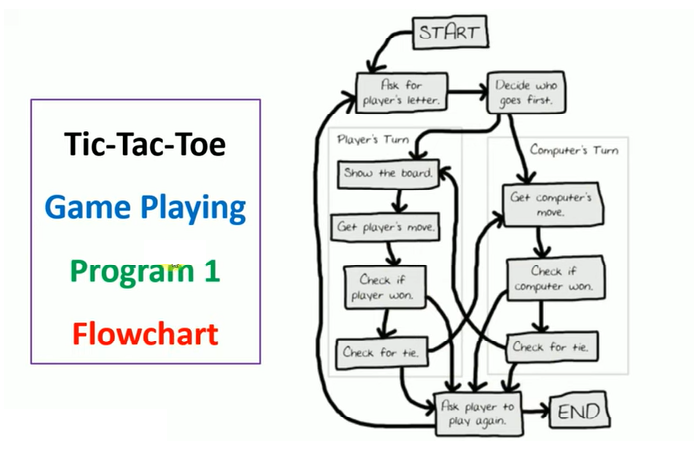 Tic-Tac-Toe
Game Playing
Program 1
Flowchart
START
Ask for
player's letter.
Decide who
goes first.
Player's Turn
Show the board.
Get player's move.
Check if
player won.
Check for tie.
Computer's Turn
Get computer's
move.
Check if
computer won.
Check for tie.
Ask player to
play again.
END